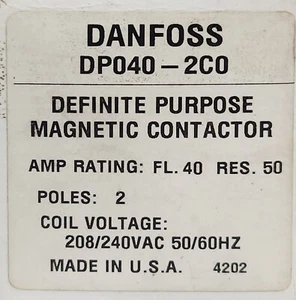 DANFOSS
DP040-2C0
DEFINITE PURPOSE
MAGNETIC CONTACTOR
AMP RATING: FL. 40 RES. 50
POLES: 2
COIL VOLTAGE:
208/240VAC 50/60HZ
MADE IN U.S.A. 4202